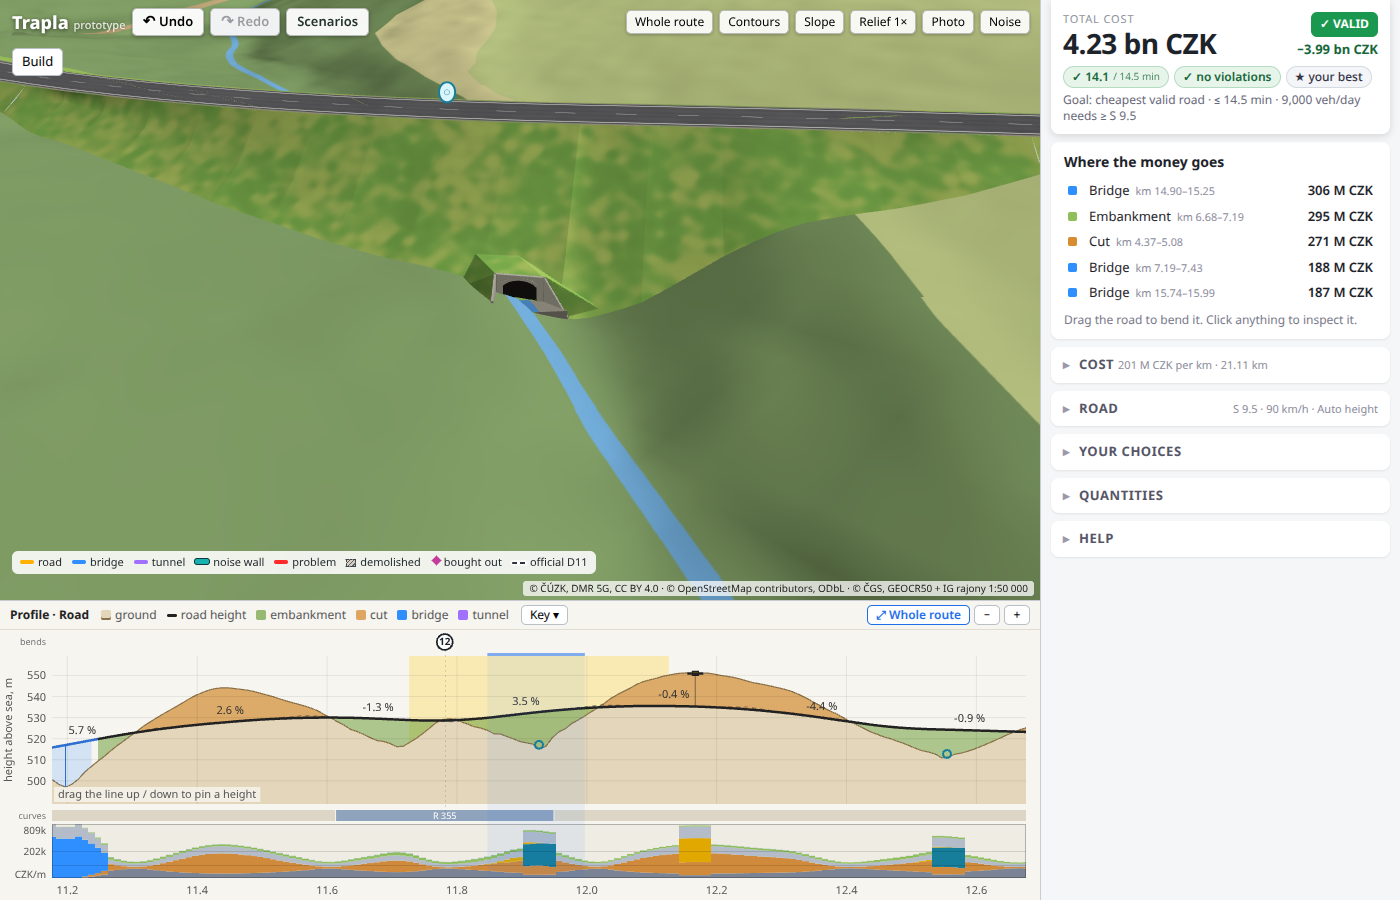 Trapla prototype
↶ Undo
↷ Redo
Scenarios
Whole route
Contours
Slope
Relief 1×
Photo
Noise
Build
road
bridge
tunnel
noise wall
problem
demolished
bought out
official D11
© ČÚZK, DMR 5G, CC BY 4.0 · © OpenStreetMap contributors, ODbL · © ČGS, GEOCR50 + IG rajony 1:50 000
TOTAL COST
✓ VALID
4.23 bn CZK
−3.99 bn CZK
✓ 14.1 / 14.5 min
✓ no violations
★ your best
Goal: cheapest valid road · ≤ 14.5 min · 9,000 veh/day
needs ≥ S 9.5
Where the money goes
Bridge km 14.90–15.25 306 M CZK
Embankment km 6.68–7.19 295 M CZK
Cut km 4.37–5.08 271 M CZK
Bridge km 7.19–7.43 188 M CZK
Bridge km 15.74–15.99 187 M CZK
Drag the road to bend it. Click anything to inspect it.
▶ COST 201 M CZK per km · 21.11 km
▶ ROAD S 9.5 · 90 km/h · Auto height
▶ YOUR CHOICES
▶ QUANTITIES
▶ HELP
Profile · Road
ground
road height
embankment
cut
bridge
tunnel
Key ▾
⤢ Whole route
−
+
bends
12
height above sea, m
550
540
530
520
510
500
5.7 %
2.6 %
-1.3 %
3.5 %
-0.4 %
-4.4 %
-0.9 %
drag the line up / down to pin a height
curves
R 355
809k
202k
CZK/m
11.2
11.4
11.6
11.8
12.0
12.2
12.4
12.6